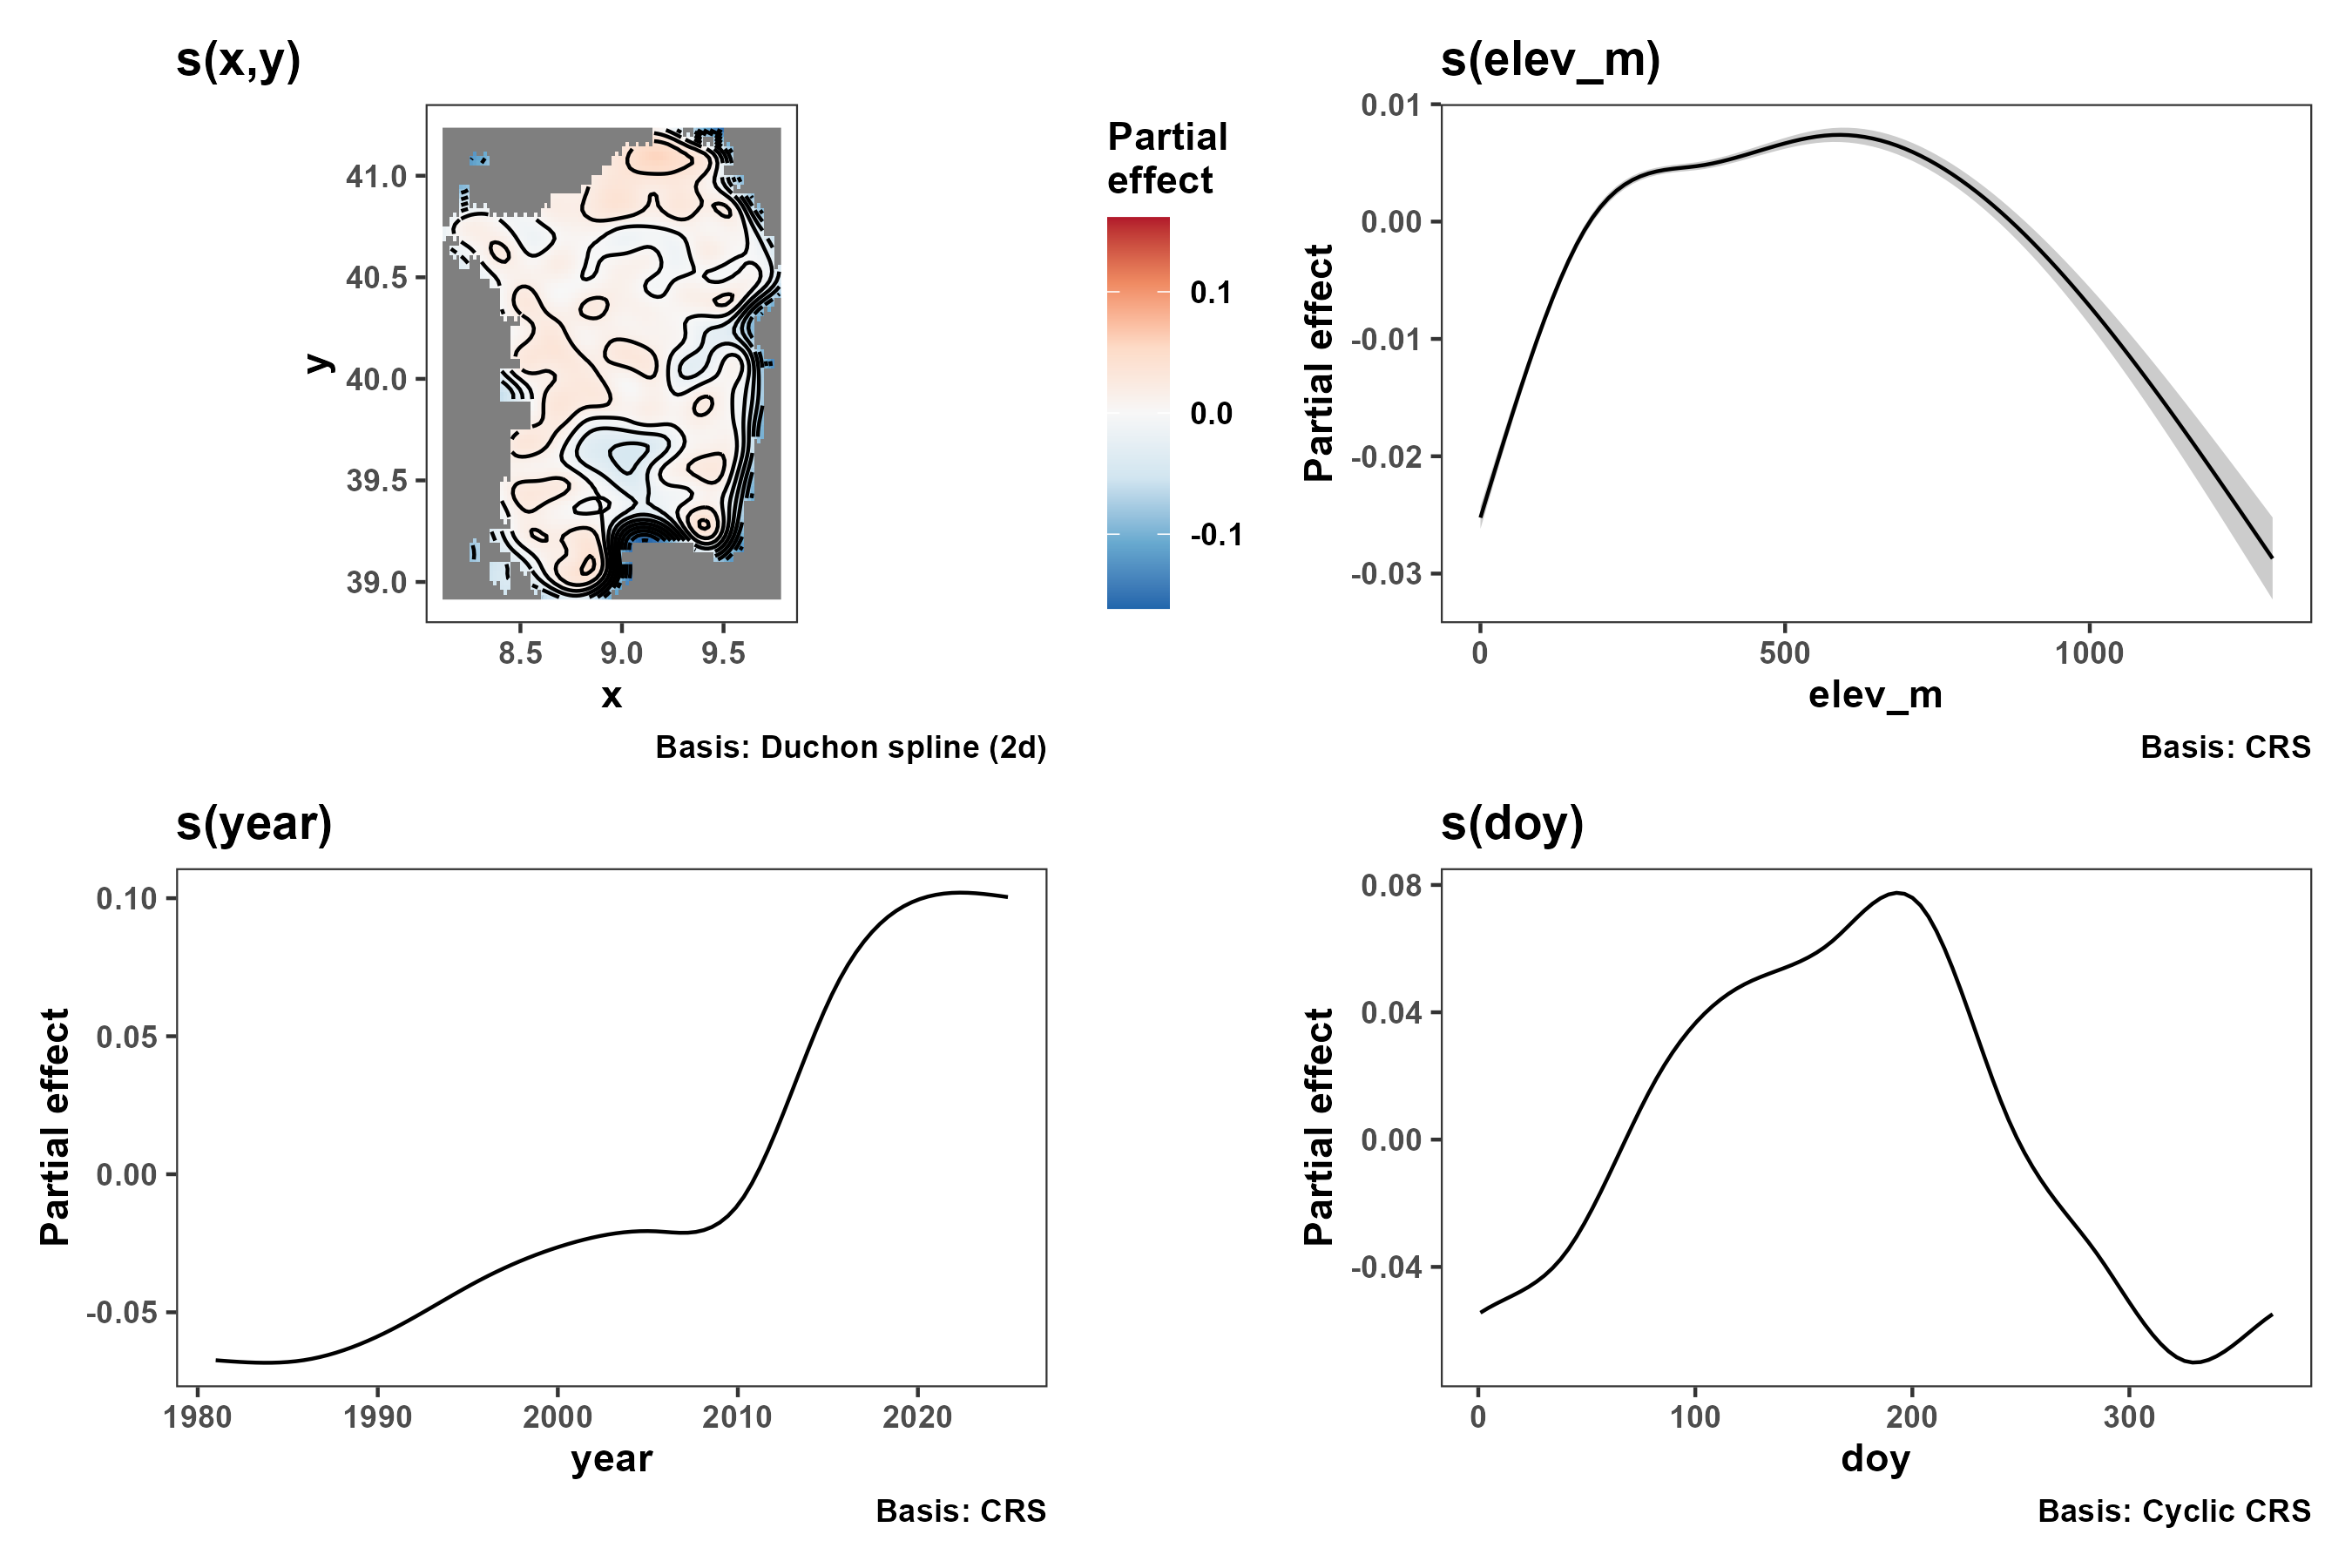 s(x,y)
41.0
40.5
40.0
39.5
39.0
y
8.5 9.0 9.5
x
Basis: Duchon spline (2d)
Partial
effect
0.1
0.0
-0.1
s(elev_m)
0.01
0.00
-0.01
-0.02
-0.03
Partial effect
0 500 1000
elev_m
Basis: CRS
s(year)
0.10
0.05
0.00
-0.05
Partial effect
1980 1990 2000 2010 2020
year
Basis: CRS
s(doy)
0.08
0.04
0.00
-0.04
Partial effect
0 100 200 300
doy
Basis: Cyclic CRS